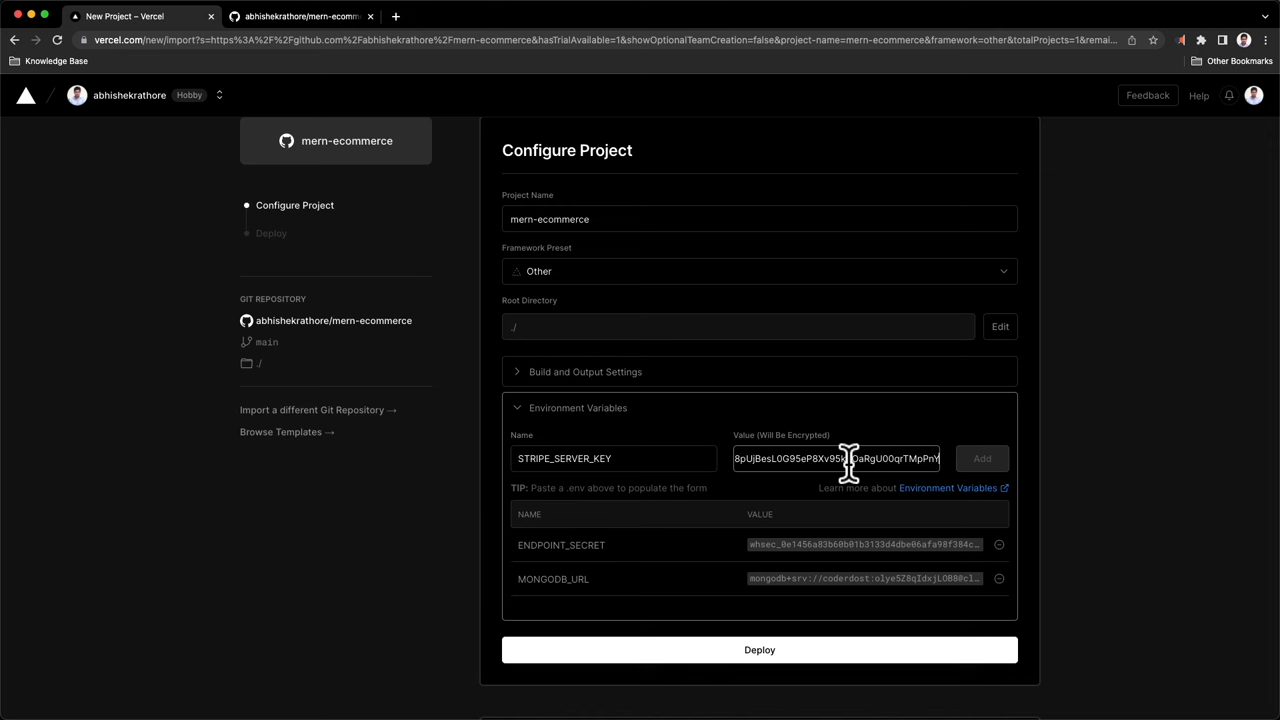 New Project – Vercel
abhishekrathore/mern-ecomm
vercel.com/new/import?s=https%3A%2F%2Fgithub.com%2Fabhishekrathore%2Fmern-ecommerce&hasTrialAvailable=1&showOptionalTeamCreation=false&project-name=mern-ecommerce&framework=other&totalProjects=1&remai...
Knowledge Base
Other Bookmarks
abhishekrathore
Hobby
Feedback
Help
mern-ecommerce
Configure Project
Deploy
GIT REPOSITORY
abhishekrathore/mern-ecommerce
main
./
Import a different Git Repository →
Browse Templates →
Configure Project
Project Name
mern-ecommerce
Framework Preset
Other
Root Directory
./
Edit
Build and Output Settings
Environment Variables
Name
Value (Will Be Encrypted)
STRIPE_SERVER_KEY
Add
TIP: Paste a .env above to populate the form
Learn more about Environment Variables
NAME
VALUE
ENDPOINT_SECRET
whsec_0e1456a83b60b01b3133d4dbe06afa98f384c…
MONGODB_URL
mongodb+srv://coderdost:olye5Z8qIdxjLOB8@cl…
Deploy